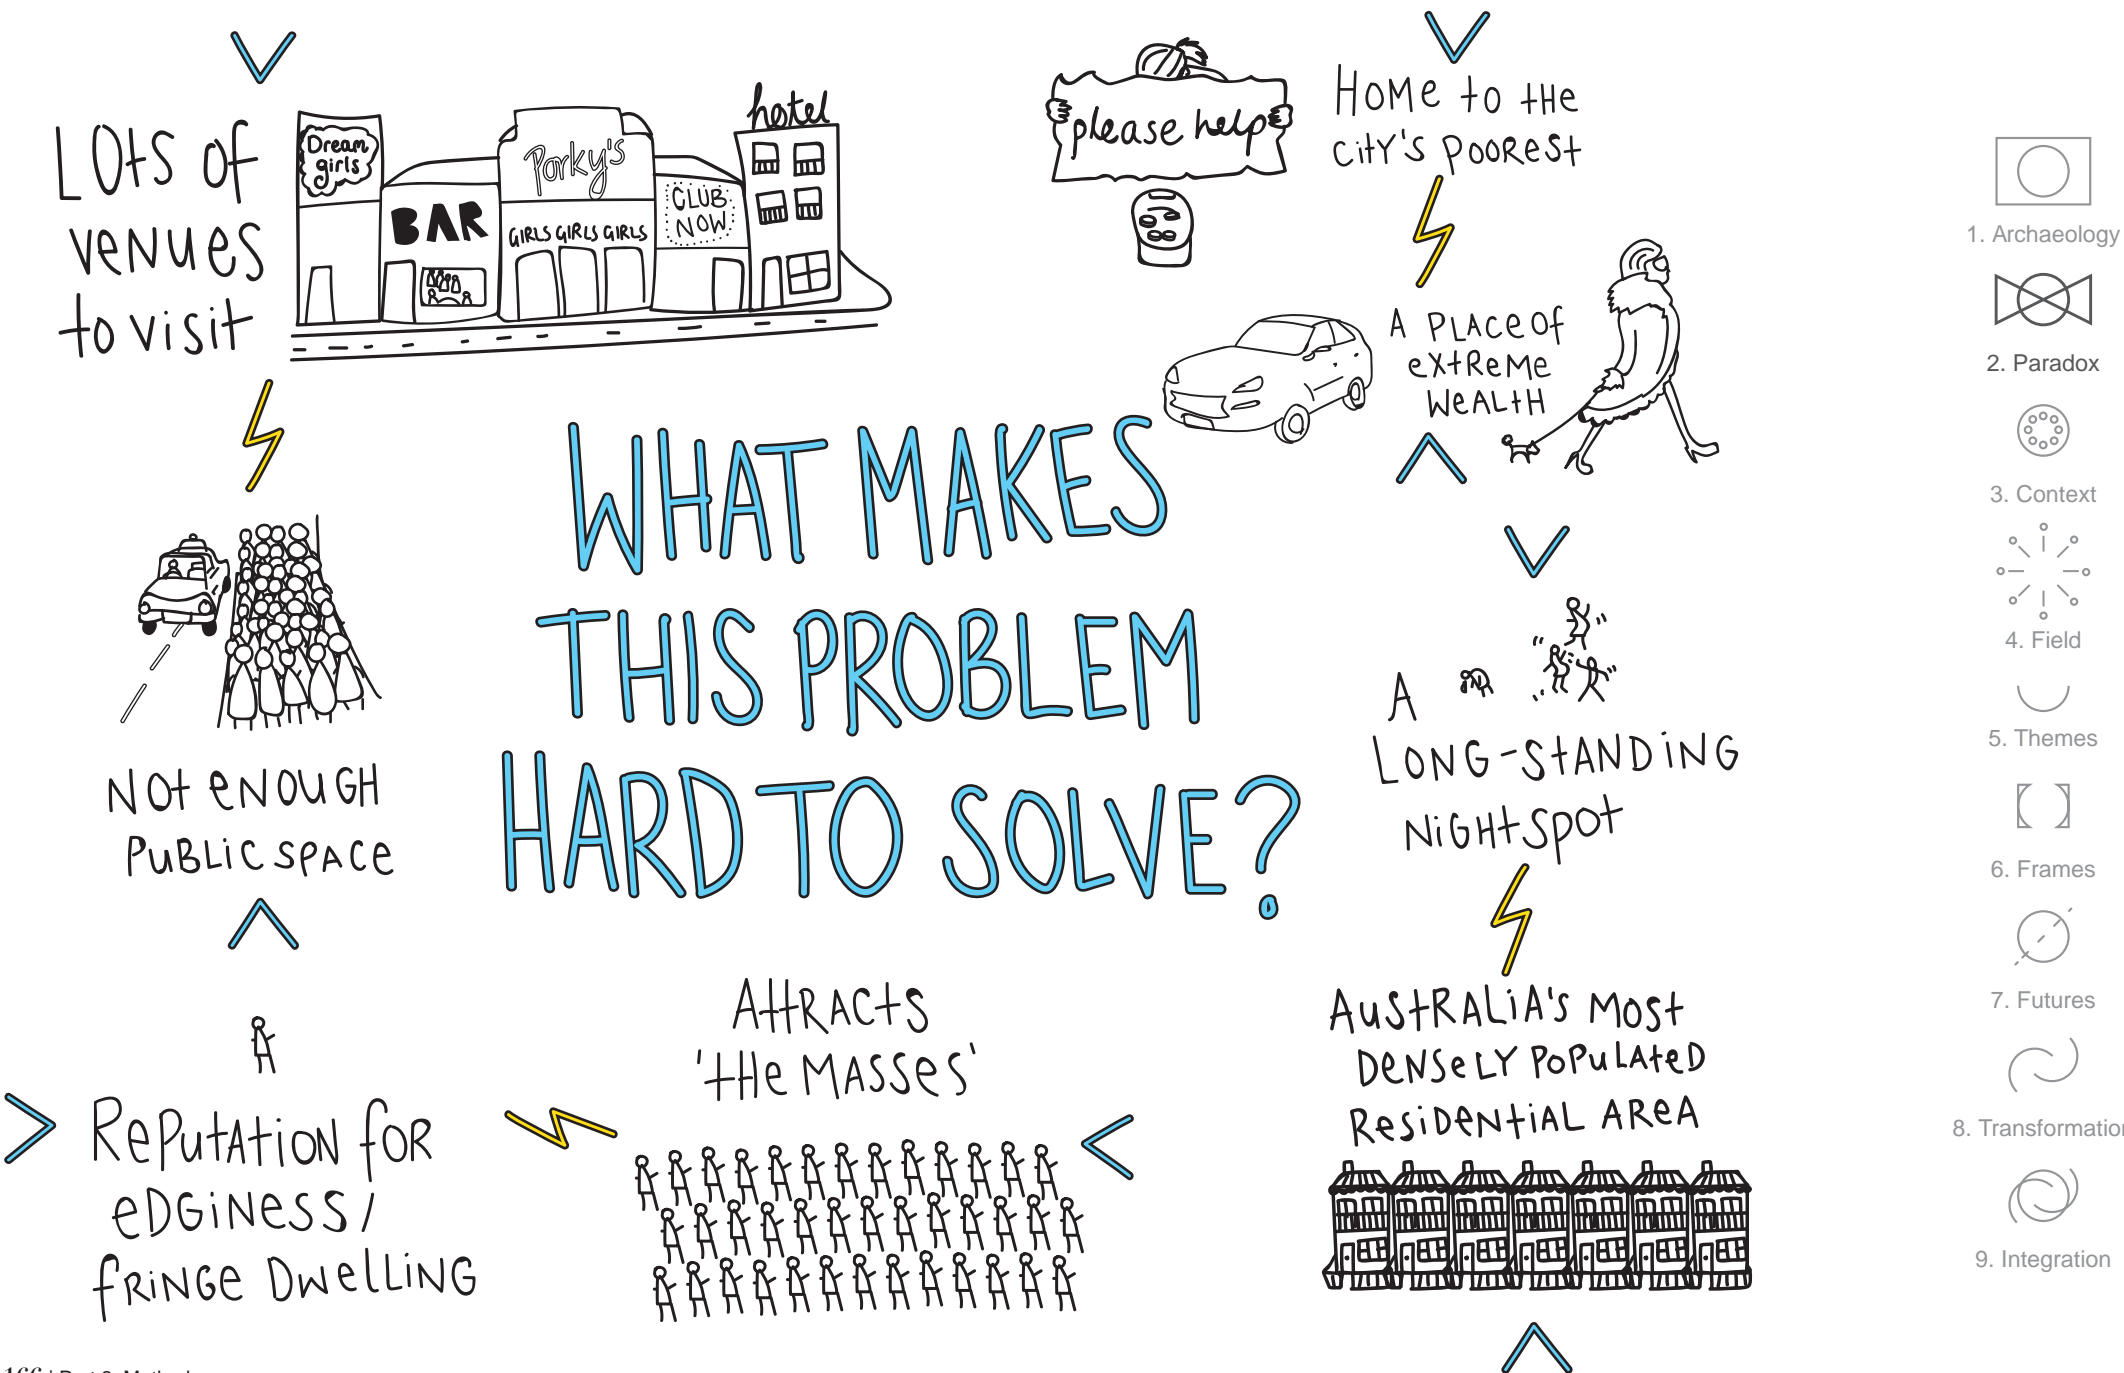 LOts of
VENUES
to visit
Dream
girls
BAR
Porky's
GIRLS GIRLS GIRLS
CLUB
NOW
hotel
please help
HOME to tHe
CitY'S POOREST
A PLACE Of
eXtReMe
WeALtH
WHAT MAKES
THIS PROBLEM
HARD TO SOLVE?
NOt eNOUGH
PUBLiC SPACe
A
LONG-StANDiNG
NiGHtSPOt
RePutAtiON fOR
eDGiNeSS/
fRiNGe DwelliNG
AttRACtS
'tHe MASSeS'
AuStRALiA'S MOSt
DeNSeLY POPuLAteD
ReSiDeNtiAL AReA
1. Archaeology
2. Paradox
3. Context
4. Field
5. Themes
6. Frames
7. Futures
8. Transformation
9. Integration